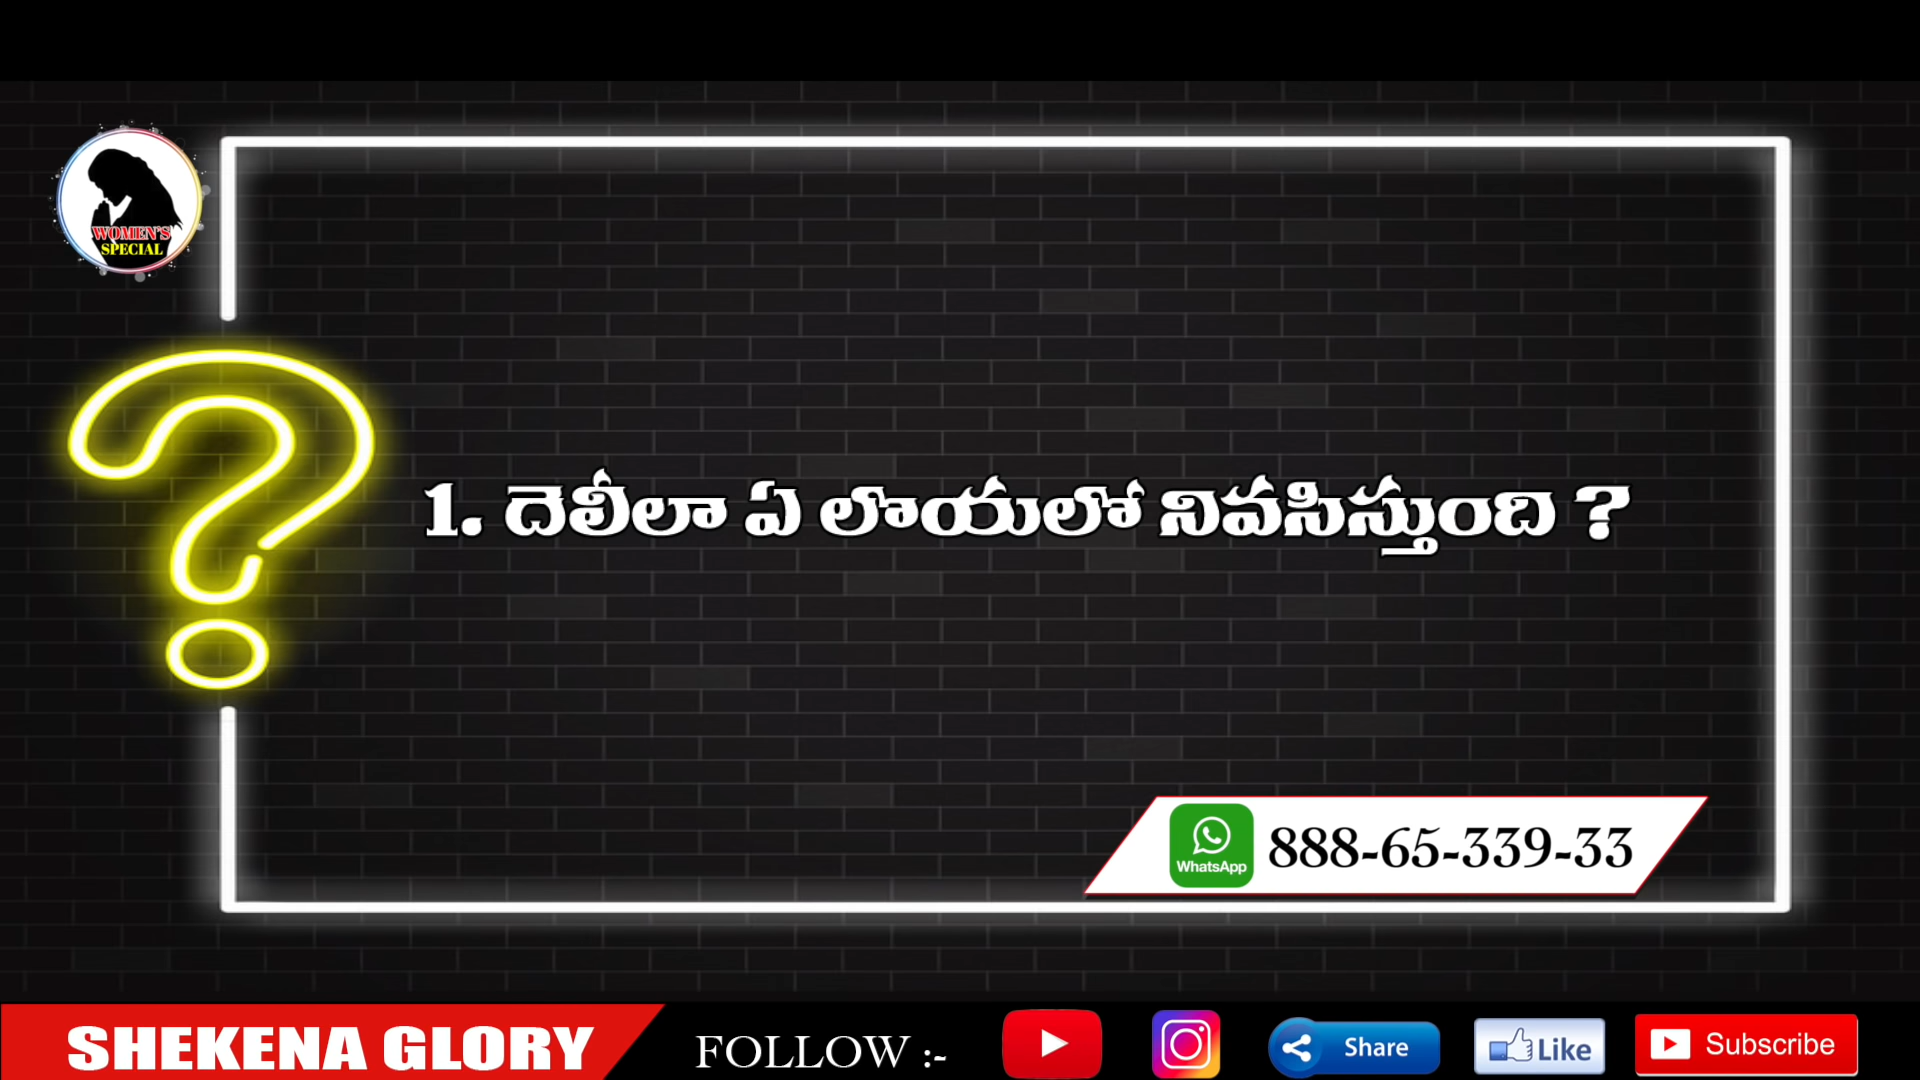 WOMEN'S
SPECIAL
1. దెలీలా ఏ లొయలో నివసిస్తుంది ?
WhatsApp
888-65-339-33
SHEKENA GLORY
FOLLOW :-
Share
Like
Subscribe